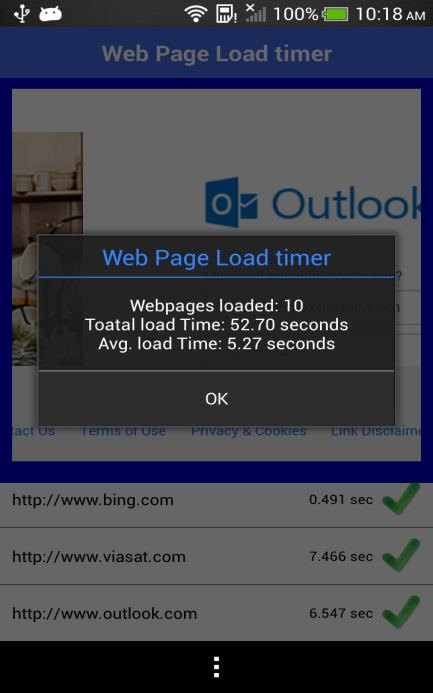 100% 10:18 AM
Web Page Load timer
Outlook
?
Web Page Load timer
Webpages loaded: 10
Toatal load Time: 52.70 seconds
Avg. load Time: 5.27 seconds
OK
tact Us Terms of Use Privacy & Cookies Link Disclaime
http://www.bing.com 0.491 sec
http://www.viasat.com 7.466 sec
http://www.outlook.com 6.547 sec